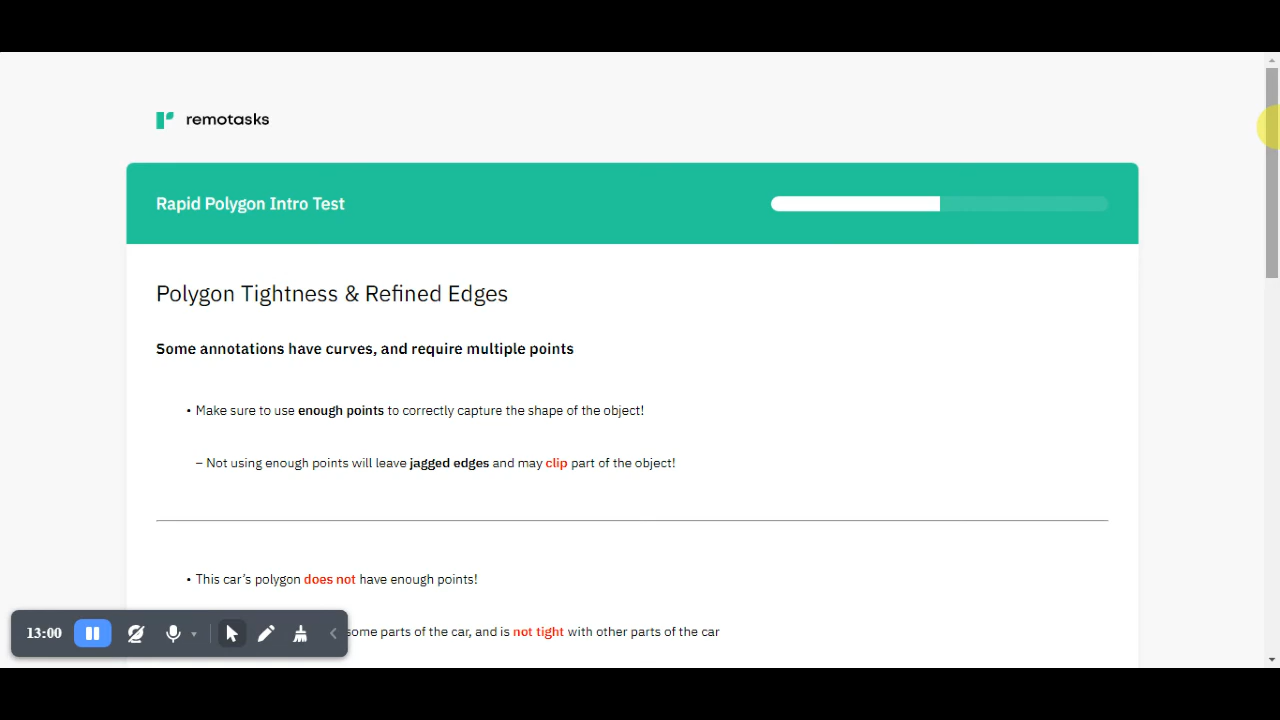 remotasks
Rapid Polygon Intro Test
Polygon Tightness & Refined Edges
Some annotations have curves, and require multiple points
• Make sure to use enough points to correctly capture the shape of the object!
– Not using enough points will leave jagged edges and may clip part of the object!
• This car's polygon does not have enough points!
some parts of the car, and is not tight with other parts of the car
13:00